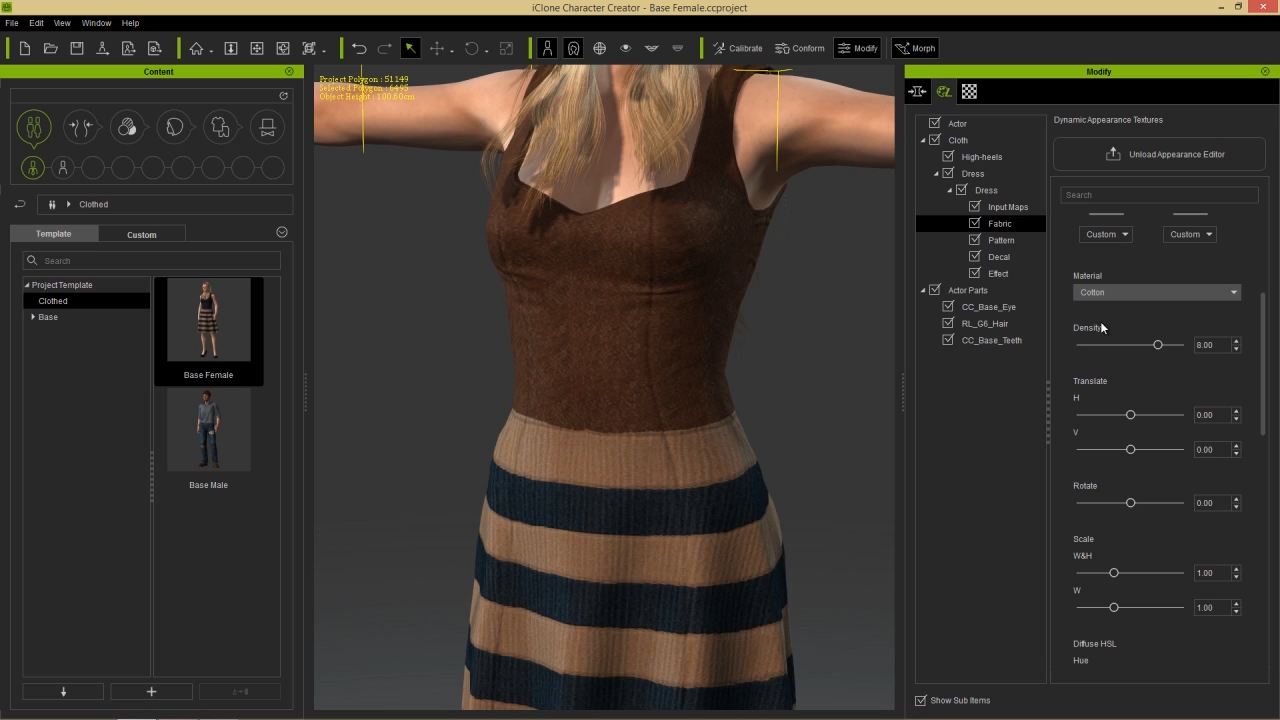 iClone Character Creator - Base Female.ccproject
File Edit View Window Help
Calibrate Conform Modify Morph
Content
Clothed
Template Custom
Search
Project Template
Clothed
Base
Base Female
Base Male
Project Polygon : 51149
Selected Polygon : 6495
Object Height : 100.60cm
Modify
Actor
Cloth
High-heels
Dress
Dress
Input Maps
Fabric
Pattern
Decal
Effect
Actor Parts
CC_Base_Eye
RL_G6_Hair
CC_Base_Teeth
Show Sub Items
Dynamic Appearance Textures
Unload Appearance Editor
Search
Custom Custom
Material
Cotton
Density
8.00
Translate
H
0.00
V
0.00
Rotate
0.00
Scale
W&H
1.00
W
1.00
Diffuse HSL
Hue